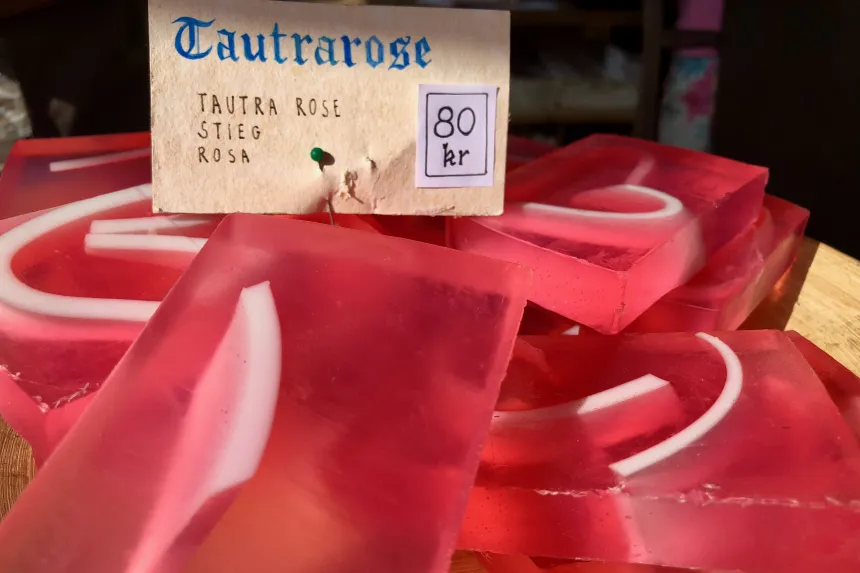 Tautrarose
TAUTRA ROSE
STIEG
ROSA
80
kr